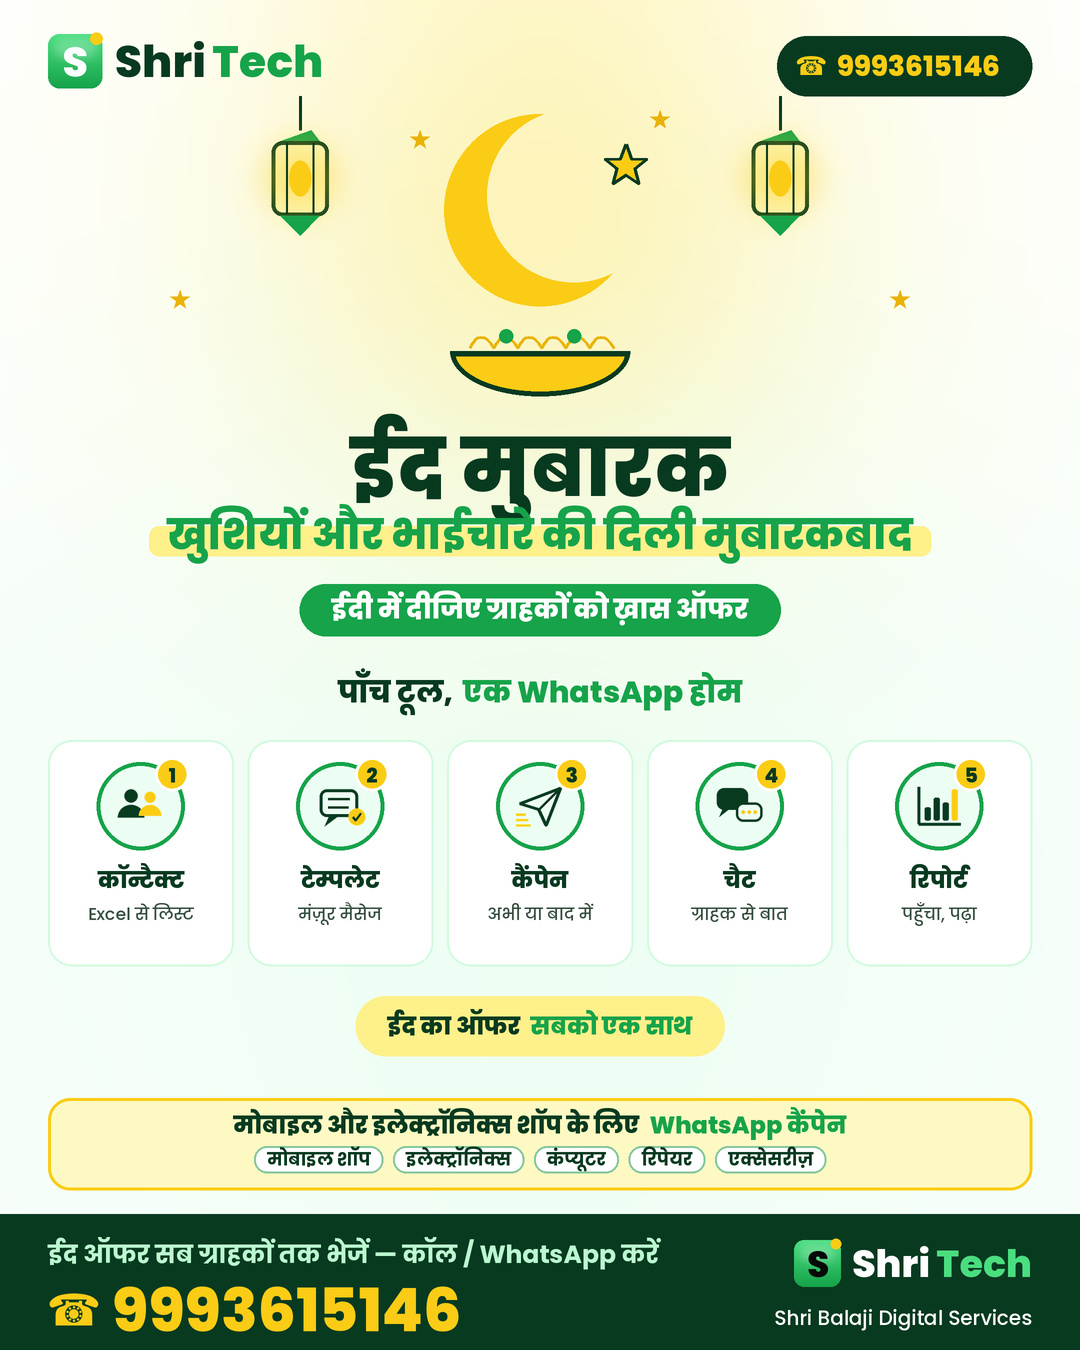 S Shri Tech
☎ 9993615146
ईद मुबारक
खुशियों और भाईचारे की दिली मुबारकबाद
ईदी में दीजिए ग्राहकों को ख़ास ऑफर
पाँच टूल, एक WhatsApp होम
1
कॉन्टैक्ट
Excel से लिस्ट
2
टेम्पलेट
मंज़ूर मैसेज
3
कैंपेन
अभी या बाद में
4
चैट
ग्राहक से बात
5
रिपोर्ट
पहुँचा, पढ़ा
ईद का ऑफर सबको एक साथ
मोबाइल और इलेक्ट्रॉनिक्स शॉप के लिए WhatsApp कैंपेन
मोबाइल शॉप इलेक्ट्रॉनिक्स कंप्यूटर रिपेयर एक्सेसरीज़
ईद ऑफर सब ग्राहकों तक भेजें — कॉल / WhatsApp करें
☎ 9993615146
S Shri Tech
Shri Balaji Digital Services